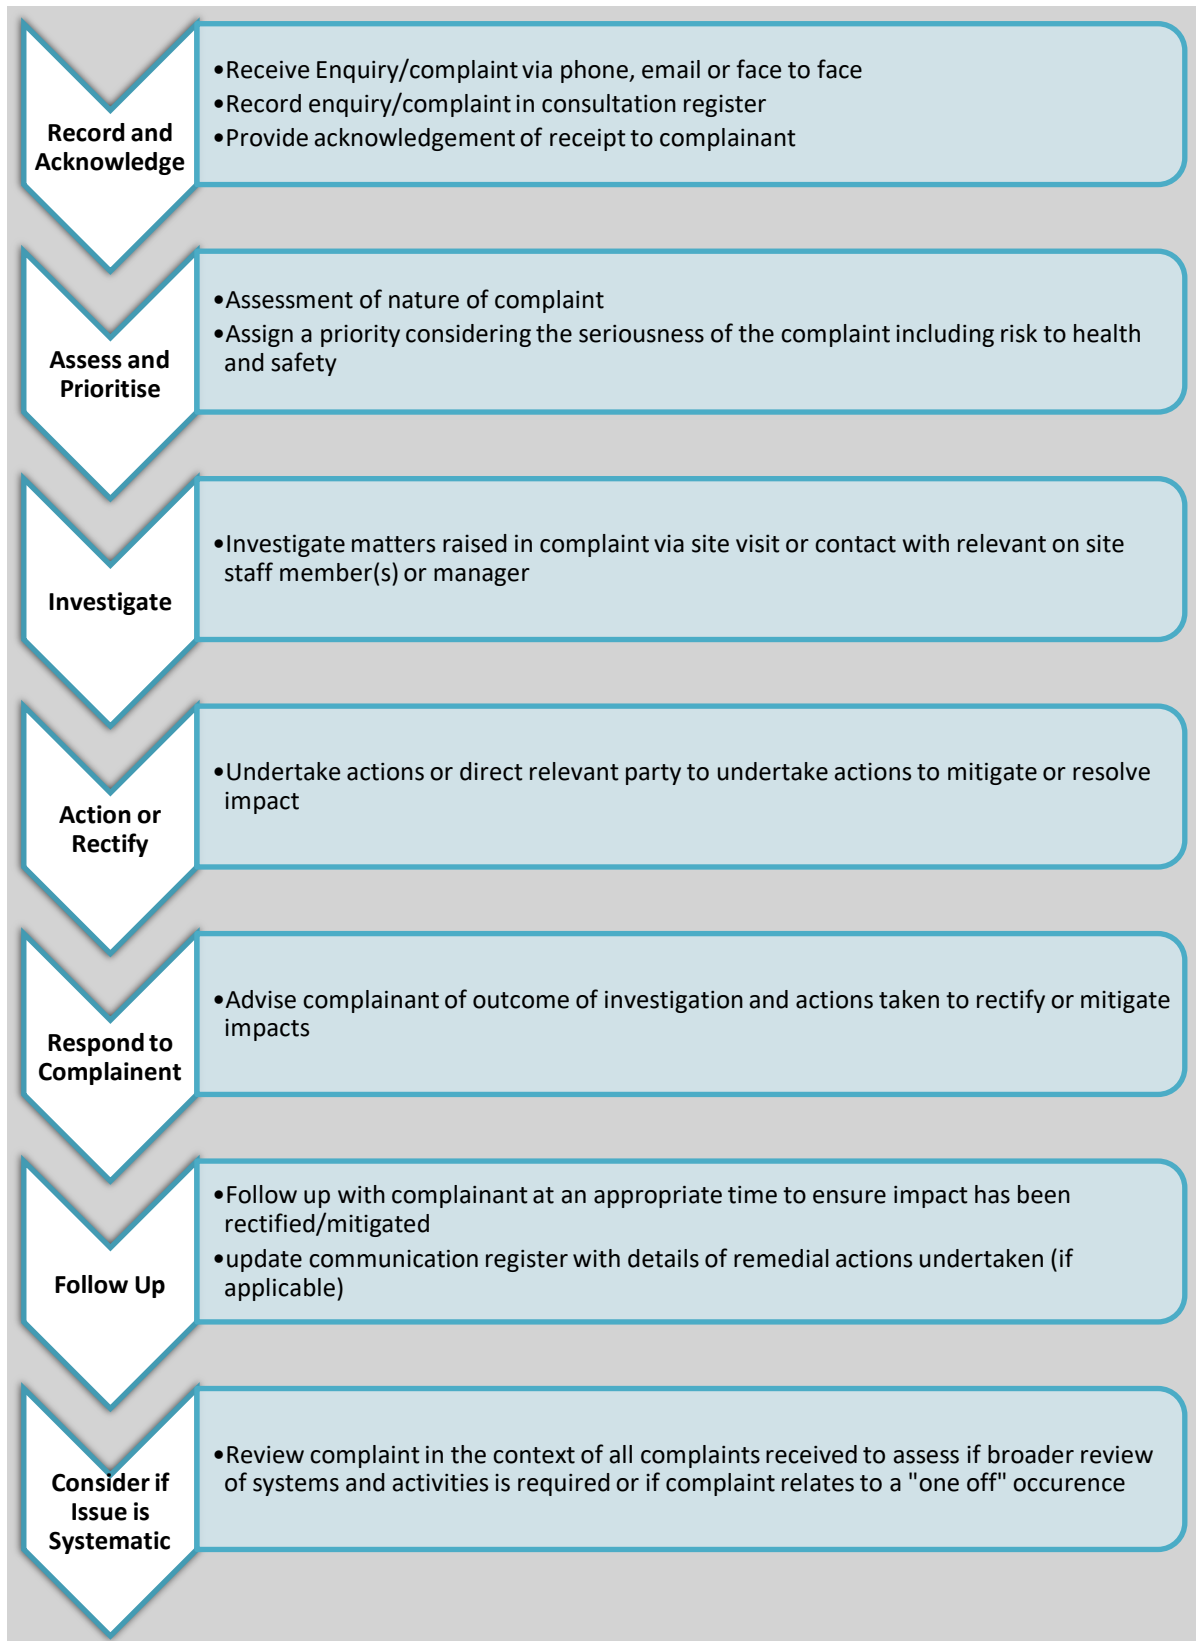 Record and
Acknowledge
•Receive Enquiry/complaint via phone, email or face to face
•Record enquiry/complaint in consultation register
•Provide acknowledgement of receipt to complainant
Assess and
Prioritise
•Assessment of nature of complaint
•Assign a priority considering the seriousness of the complaint including risk to health
and safety
Investigate
•Investigate matters raised in complaint via site visit or contact with relevant on site
staff member(s) or manager
Action or
Rectify
•Undertake actions or direct relevant party to undertake actions to mitigate or resolve
impact
Respond to
Complainent
•Advise complainant of outcome of investigation and actions taken to rectify or mitigate
impacts
Follow Up
•Follow up with complainant at an appropriate time to ensure impact has been
rectified/mitigated
•update communication register with details of remedial actions undertaken (if
applicable)
Consider if
Issue is
Systematic
•Review complaint in the context of all complaints received to assess if broader review
of systems and activities is required or if complaint relates to a "one off" occurence